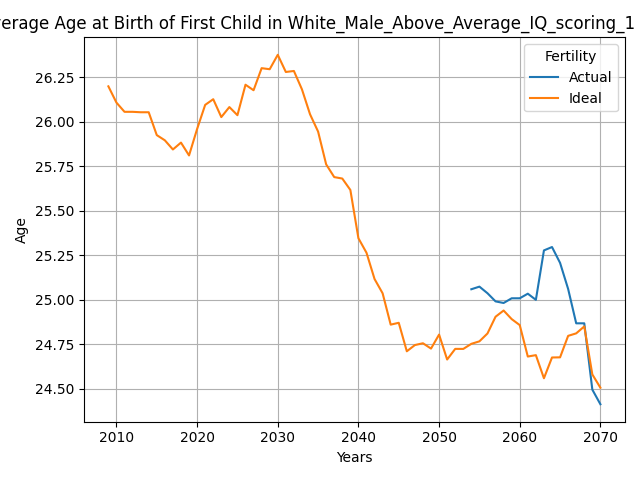 Average Age at Birth of First Child in White_Male_Above_Average_IQ_scoring_1
Fertility
Actual
Ideal
26.25
26.00
25.75
25.50
25.25
25.00
24.75
24.50
Age
2010 2020 2030 2040 2050 2060 2070
Years